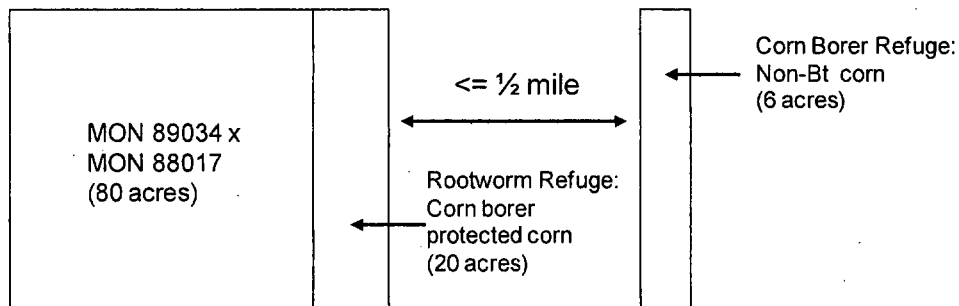 MON 89034 x
MON 88017
(80 acres)
<= ½ mile
Rootworm Refuge:
Corn borer
protected corn
(20 acres)
Corn Borer Refuge:
Non-Bt corn
(6 acres)